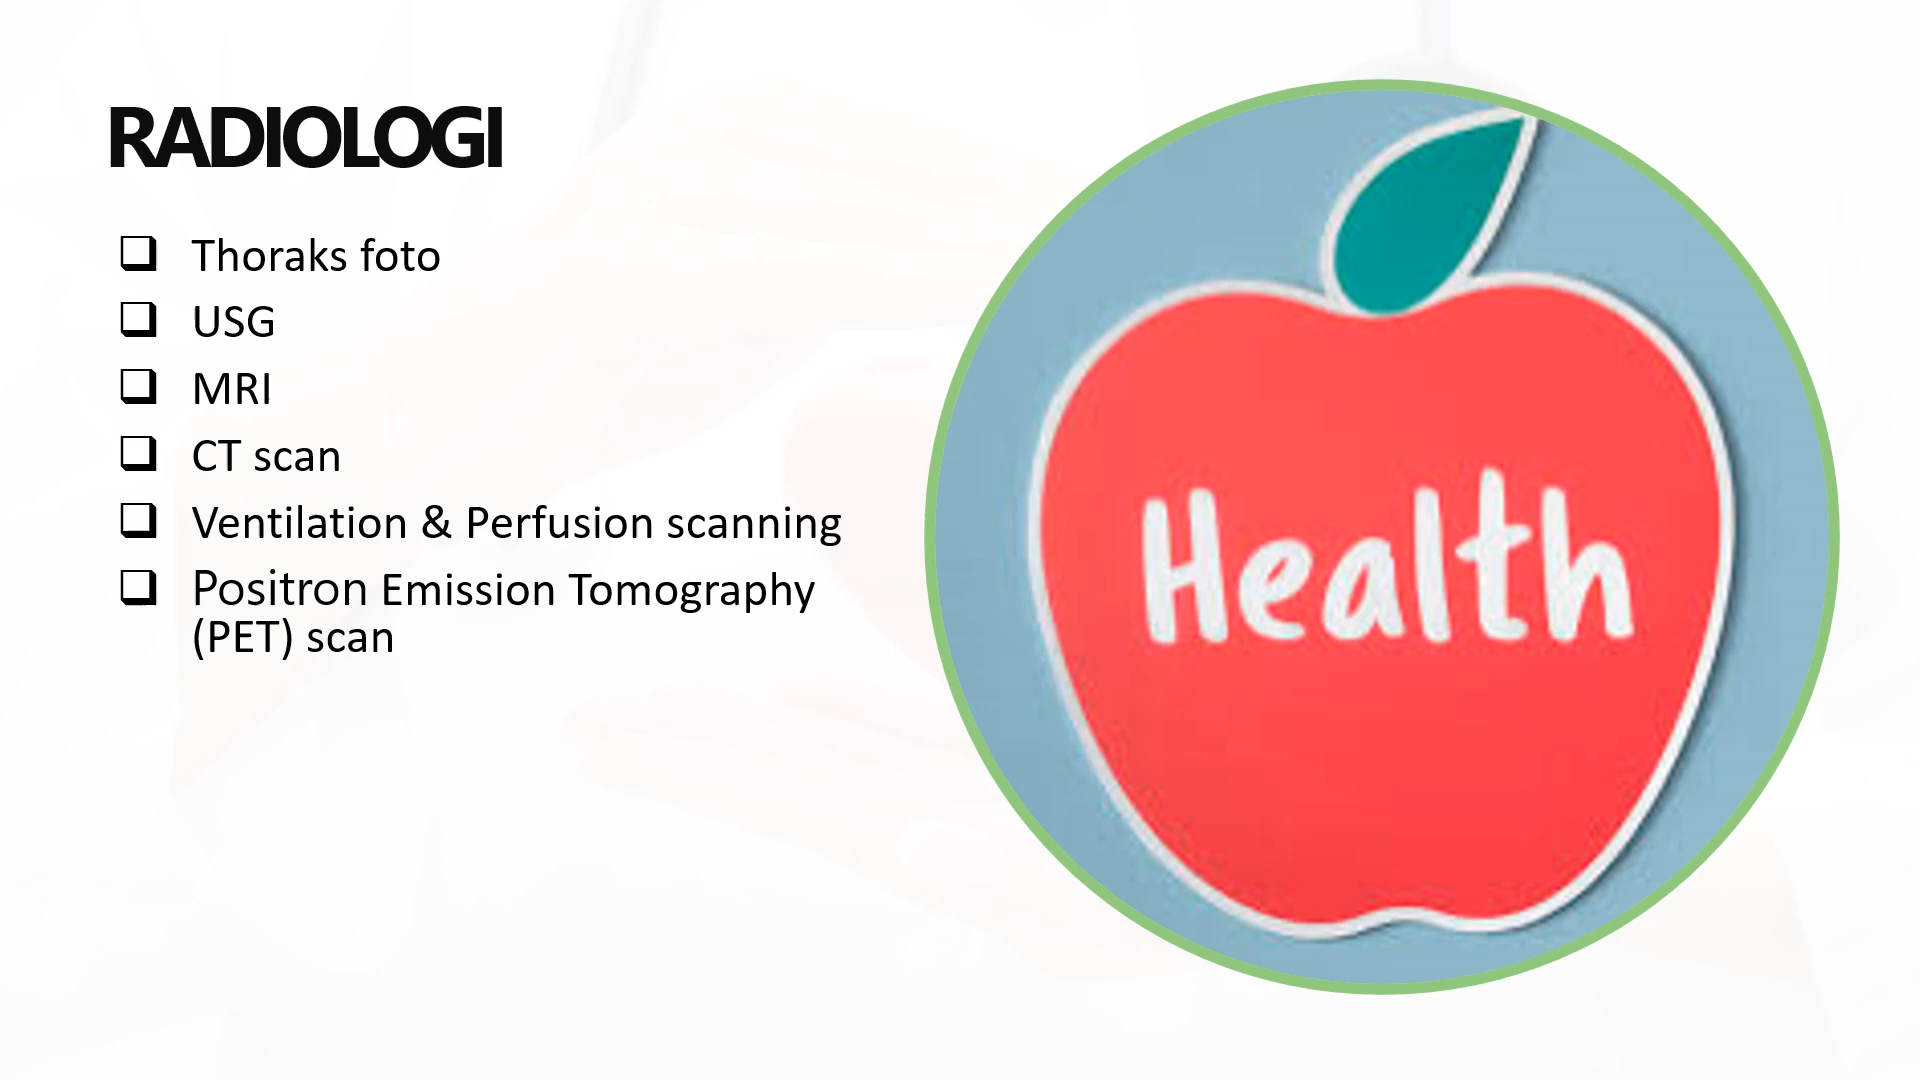 RADIOLOGI
❑ Thoraks foto
❑ USG
❑ MRI
❑ CT scan
❑ Ventilation & Perfusion scanning
❑ Positron Emission Tomography
(PET) scan
Health